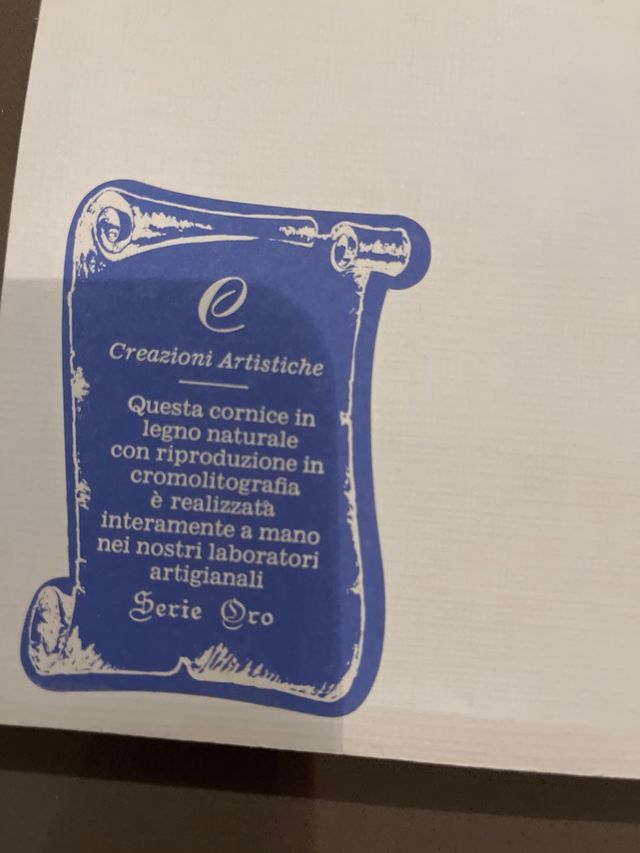 C
Creazioni Artistiche
Questa cornice in
legno naturale
con riproduzione in
cromolitografia
è realizzata
interamente a mano
nei nostri laboratori
artigianali
Serie Oro